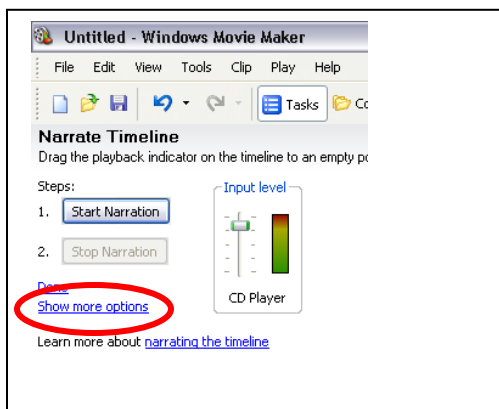 Untitled - Windows Movie Maker
File Edit View Tools Clip Play Help
Tasks
Narrate Timeline
Drag the playback indicator on the timeline to an empty
Steps:
Input level
1. Start Narration
2. Stop Narration
Done
CD Player
Show more options
Learn more about narrating the timeline